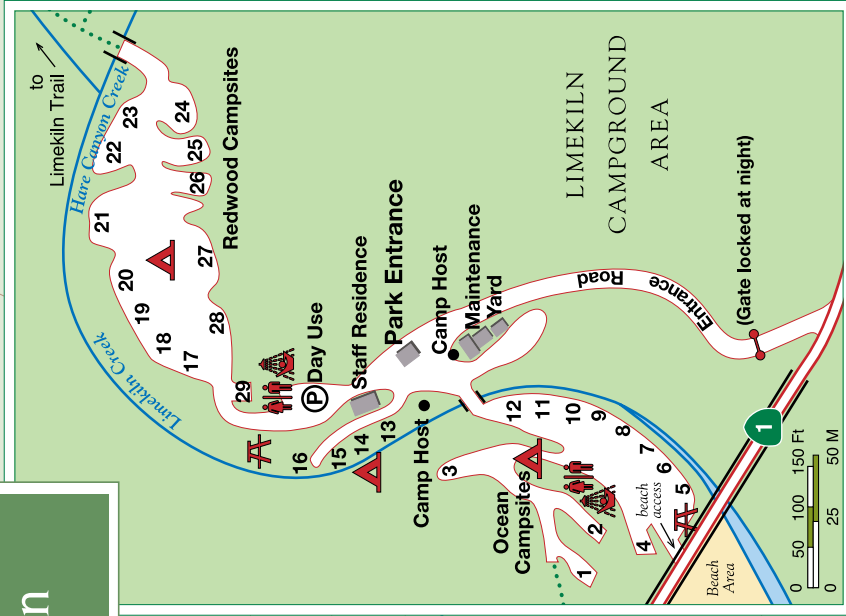 to
Limekiln Trail
Hare Canyon Creek
Limekiln Creek
23
22
24
25
26
21
20
19
18
17
27
28
29
Redwood Campsites
P Day Use
Staff Residence
Park Entrance
Camp Host
Maintenance
Yard
LIMEKILN
CAMPGROUND
AREA
Entrance Road
(Gate locked at night)
16
15
14
13
Camp Host
12
11
10
9
8
7
6
5
4
3
2
1
Ocean
Campsites
beach
access
Beach
Area
1
0 50 100 150 Ft
0 25 50 M
n